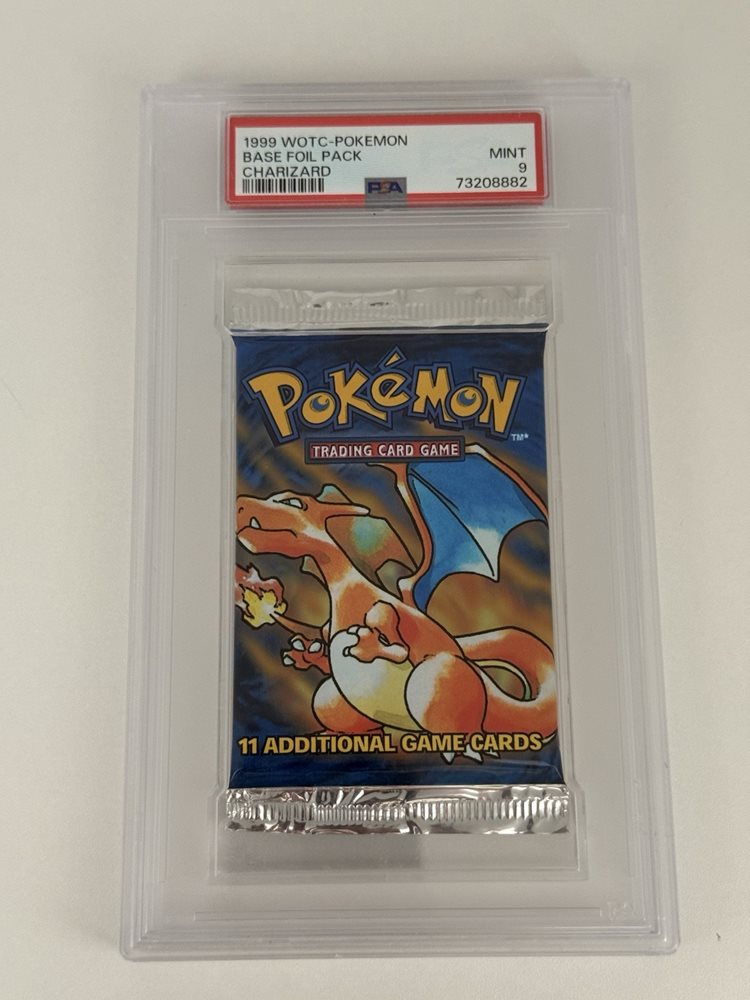 1999 WOTC-POKEMON
BASE FOIL PACK
MINT
CHARIZARD
9
PSA
73208882
POKéMON
TM*
TRADING CARD GAME
11 ADDITIONAL GAME CARDS